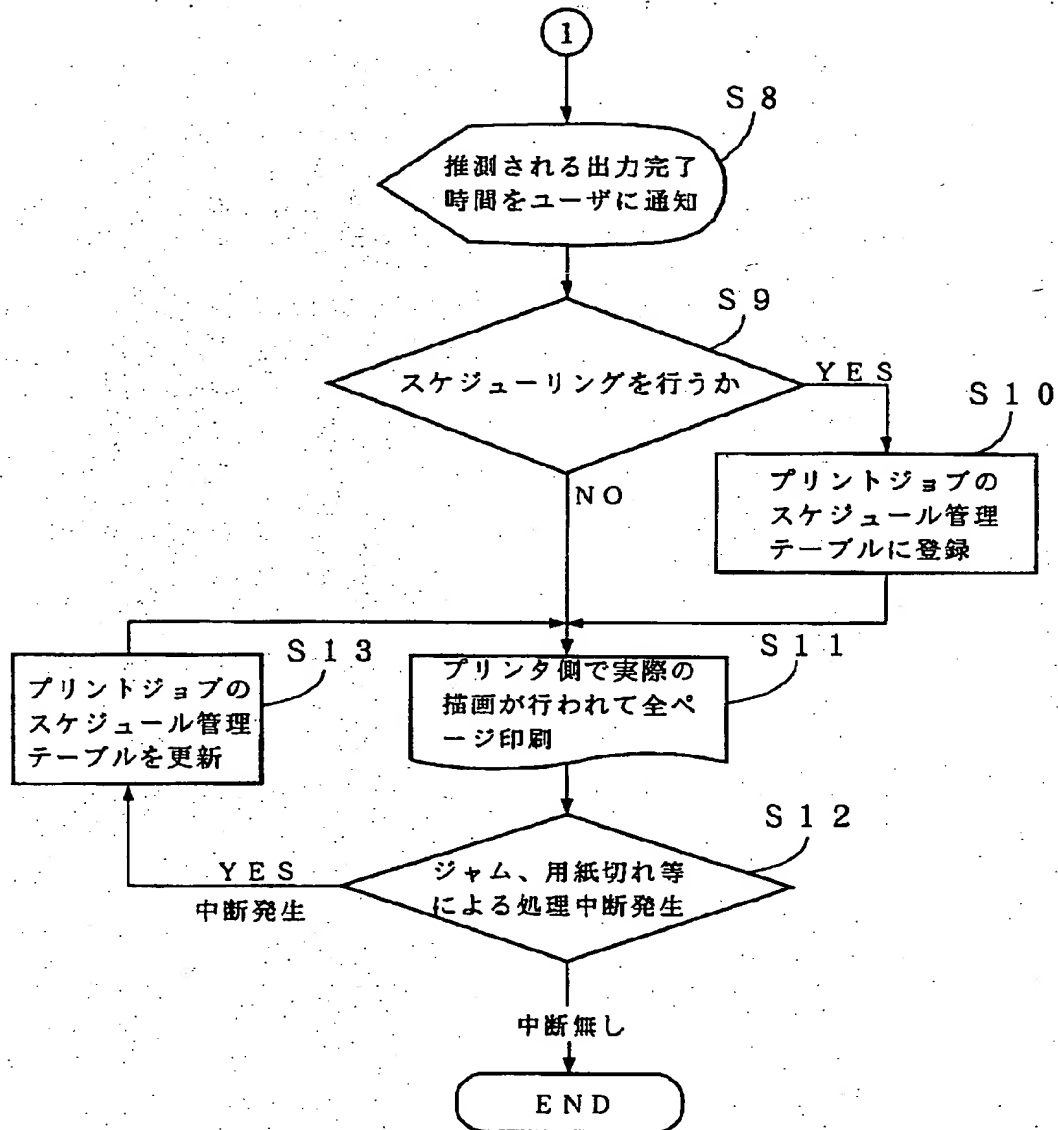 1
S8
推測される出力完了
時間をユーザに通知
S9
スケジューリングを行うか
YES
S10
NO
プリントジョブの
スケジュール管理
テーブルに登録
S13
プリントジョブの
スケジュール管理
テーブルを更新
S11
プリンタ側で実際の
描画が行われて全ペ
ージ印刷
S12
YES
中断発生
ジャム、用紙切れ等
による処理中断発生
中断無し
END